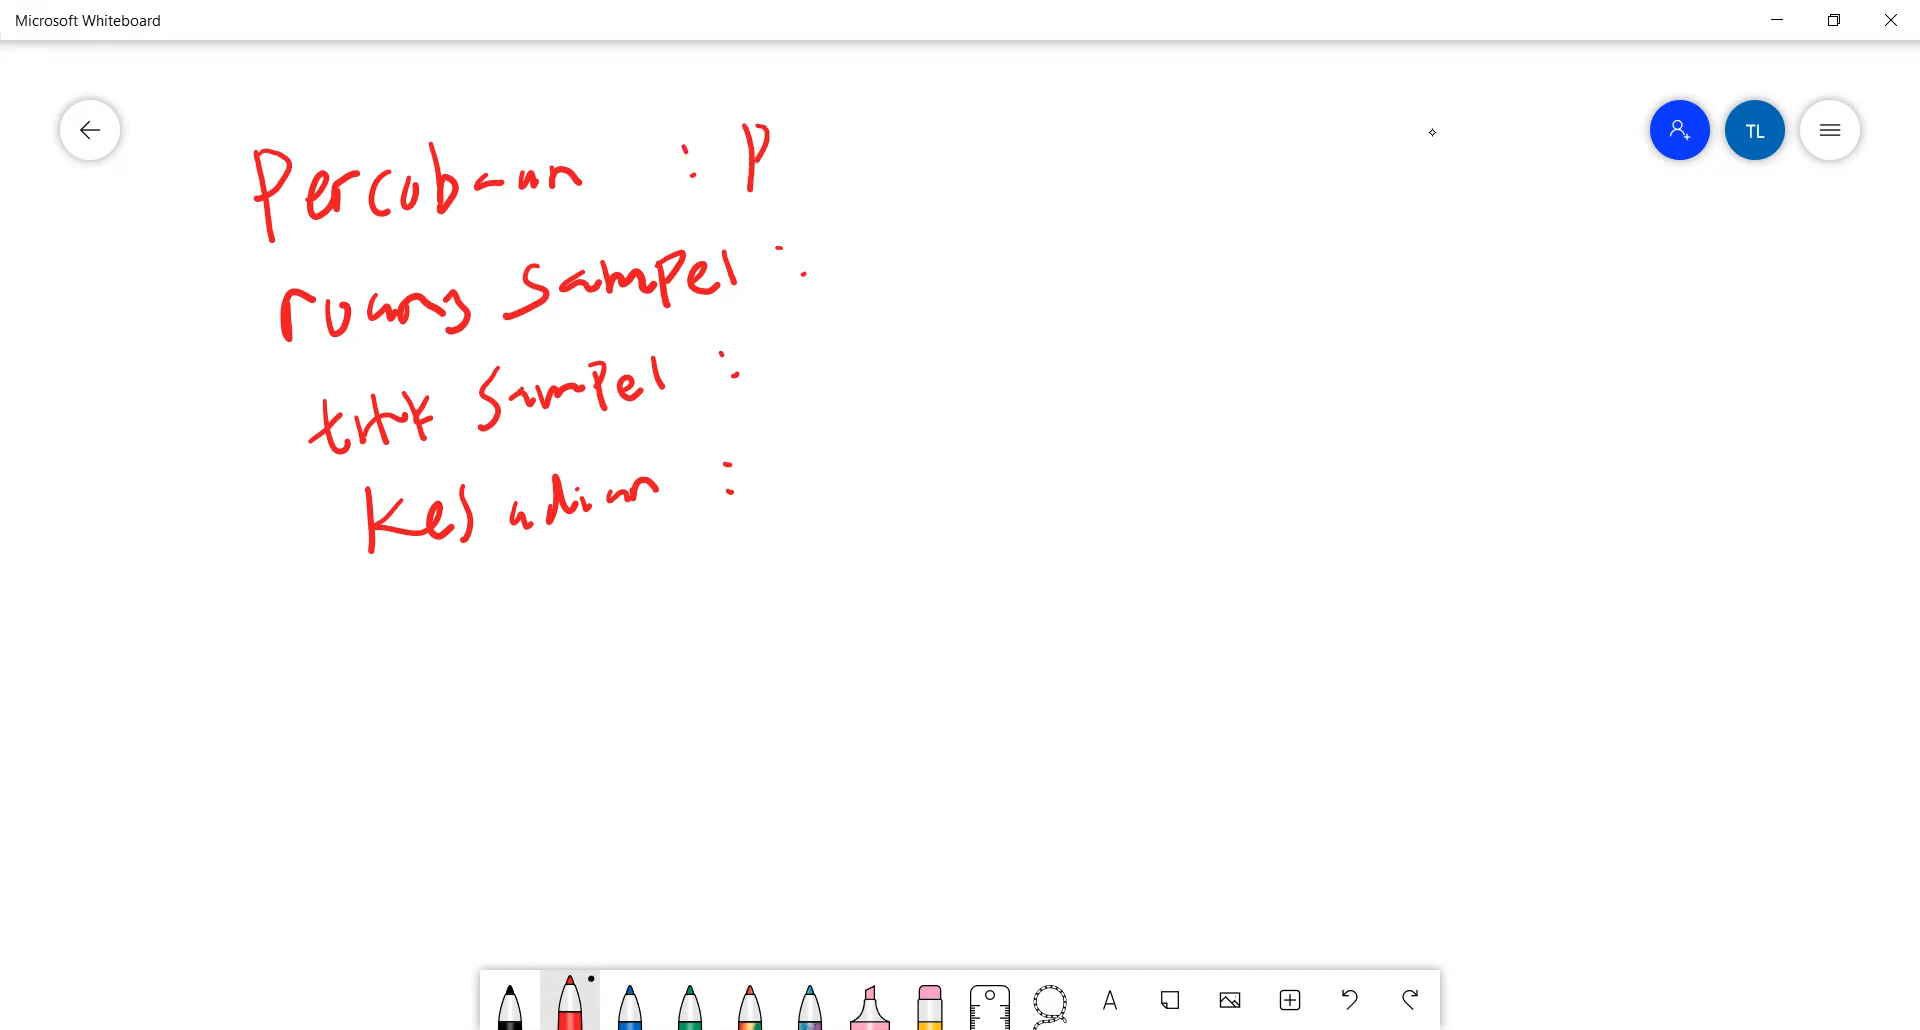 Microsoft Whiteboard
TL
Percobaan : P
ruang Sampel :
titik Sampel :
Kejadian :